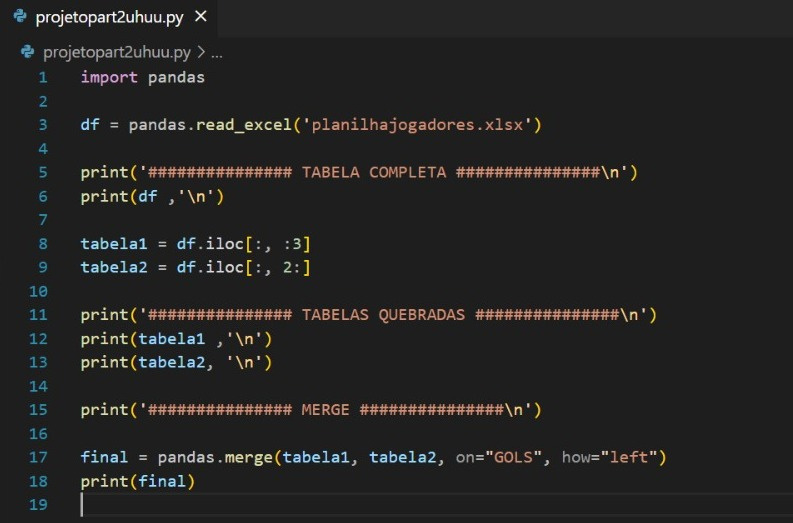 projetopart2uhuu.py ×
projetopart2uhuu.py > ...
1 import pandas
2
3 df = pandas.read_excel('planilhajogadores.xlsx')
4
5 print('############### TABELA COMPLETA ###############\n')
6 print(df ,'\n')
7
8 tabela1 = df.iloc[:, :3]
9 tabela2 = df.iloc[:, 2:]
10
11 print('############### TABELAS QUEBRADAS ###############\n')
12 print(tabela1 ,'\n')
13 print(tabela2, '\n')
14
15 print('############### MERGE ###############\n')
16
17 final = pandas.merge(tabela1, tabela2, on="GOLS", how="left")
18 print(final)
19